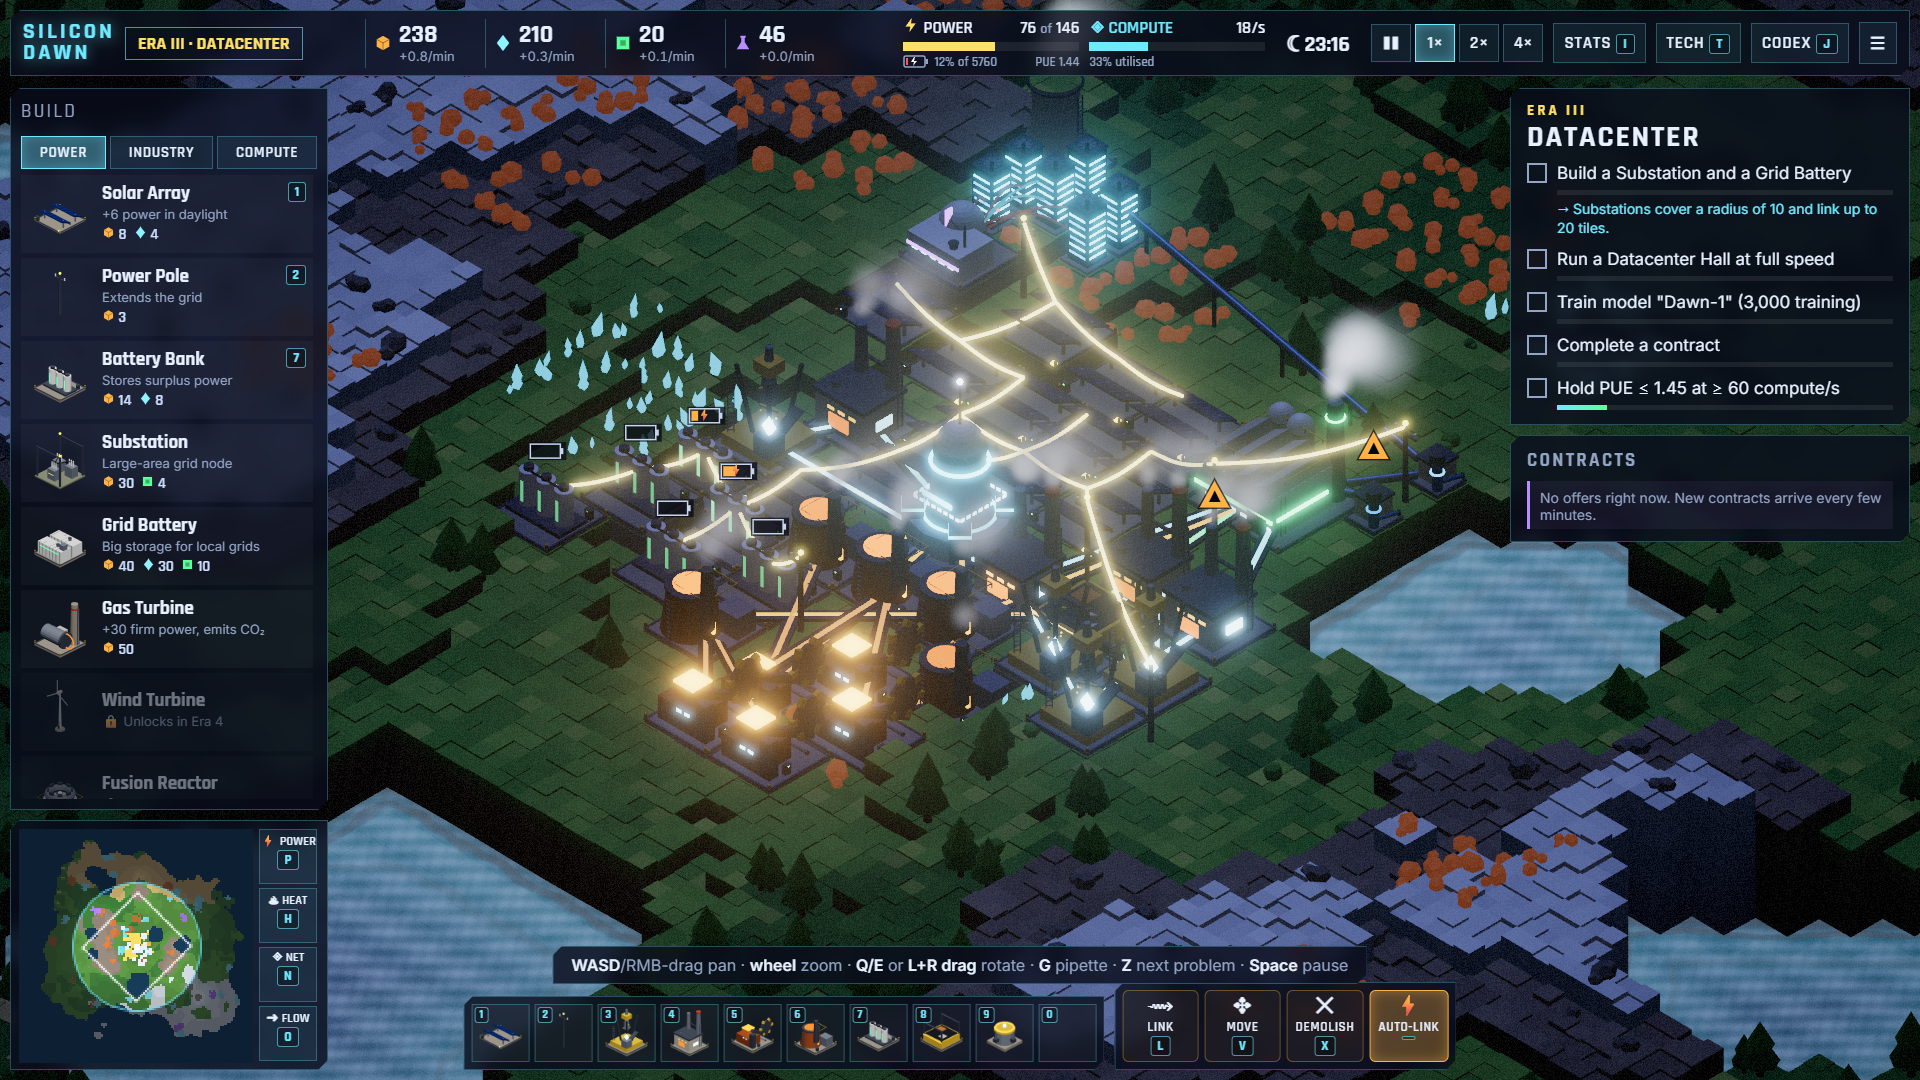 SILICON
DAWN
ERA III · DATACENTER
238
+0.8/min
210
+0.3/min
20
+0.1/min
46
+0.0/min
POWER 76 of 146
12% of 5760 PUE 1.44
COMPUTE 18/s
33% utilised
23:16
1×
2×
4×
STATS I
TECH T
CODEX J
BUILD
POWER
INDUSTRY
COMPUTE
Solar Array 1
+6 power in daylight
8 4
Power Pole 2
Extends the grid
3
Battery Bank 7
Stores surplus power
14 8
Substation
Large-area grid node
30 4
Grid Battery
Big storage for local grids
40 30 10
Gas Turbine
+30 firm power, emits CO₂
50
Wind Turbine
Unlocks in Era 4
Fusion Reactor
ERA III
DATACENTER
Build a Substation and a Grid Battery
→ Substations cover a radius of 10 and link up to
20 tiles.
Run a Datacenter Hall at full speed
Train model "Dawn-1" (3,000 training)
Complete a contract
Hold PUE ≤ 1.45 at ≥ 60 compute/s
CONTRACTS
No offers right now. New contracts arrive every few
minutes.
POWER
P
HEAT
H
NET
N
FLOW
O
WASD/RMB-drag pan · wheel zoom · Q/E or L+R drag rotate · G pipette · Z next problem · Space pause
1 2 3 4 5 6 7 8 9 0
LINK
L
MOVE
V
DEMOLISH
X
AUTO-LINK